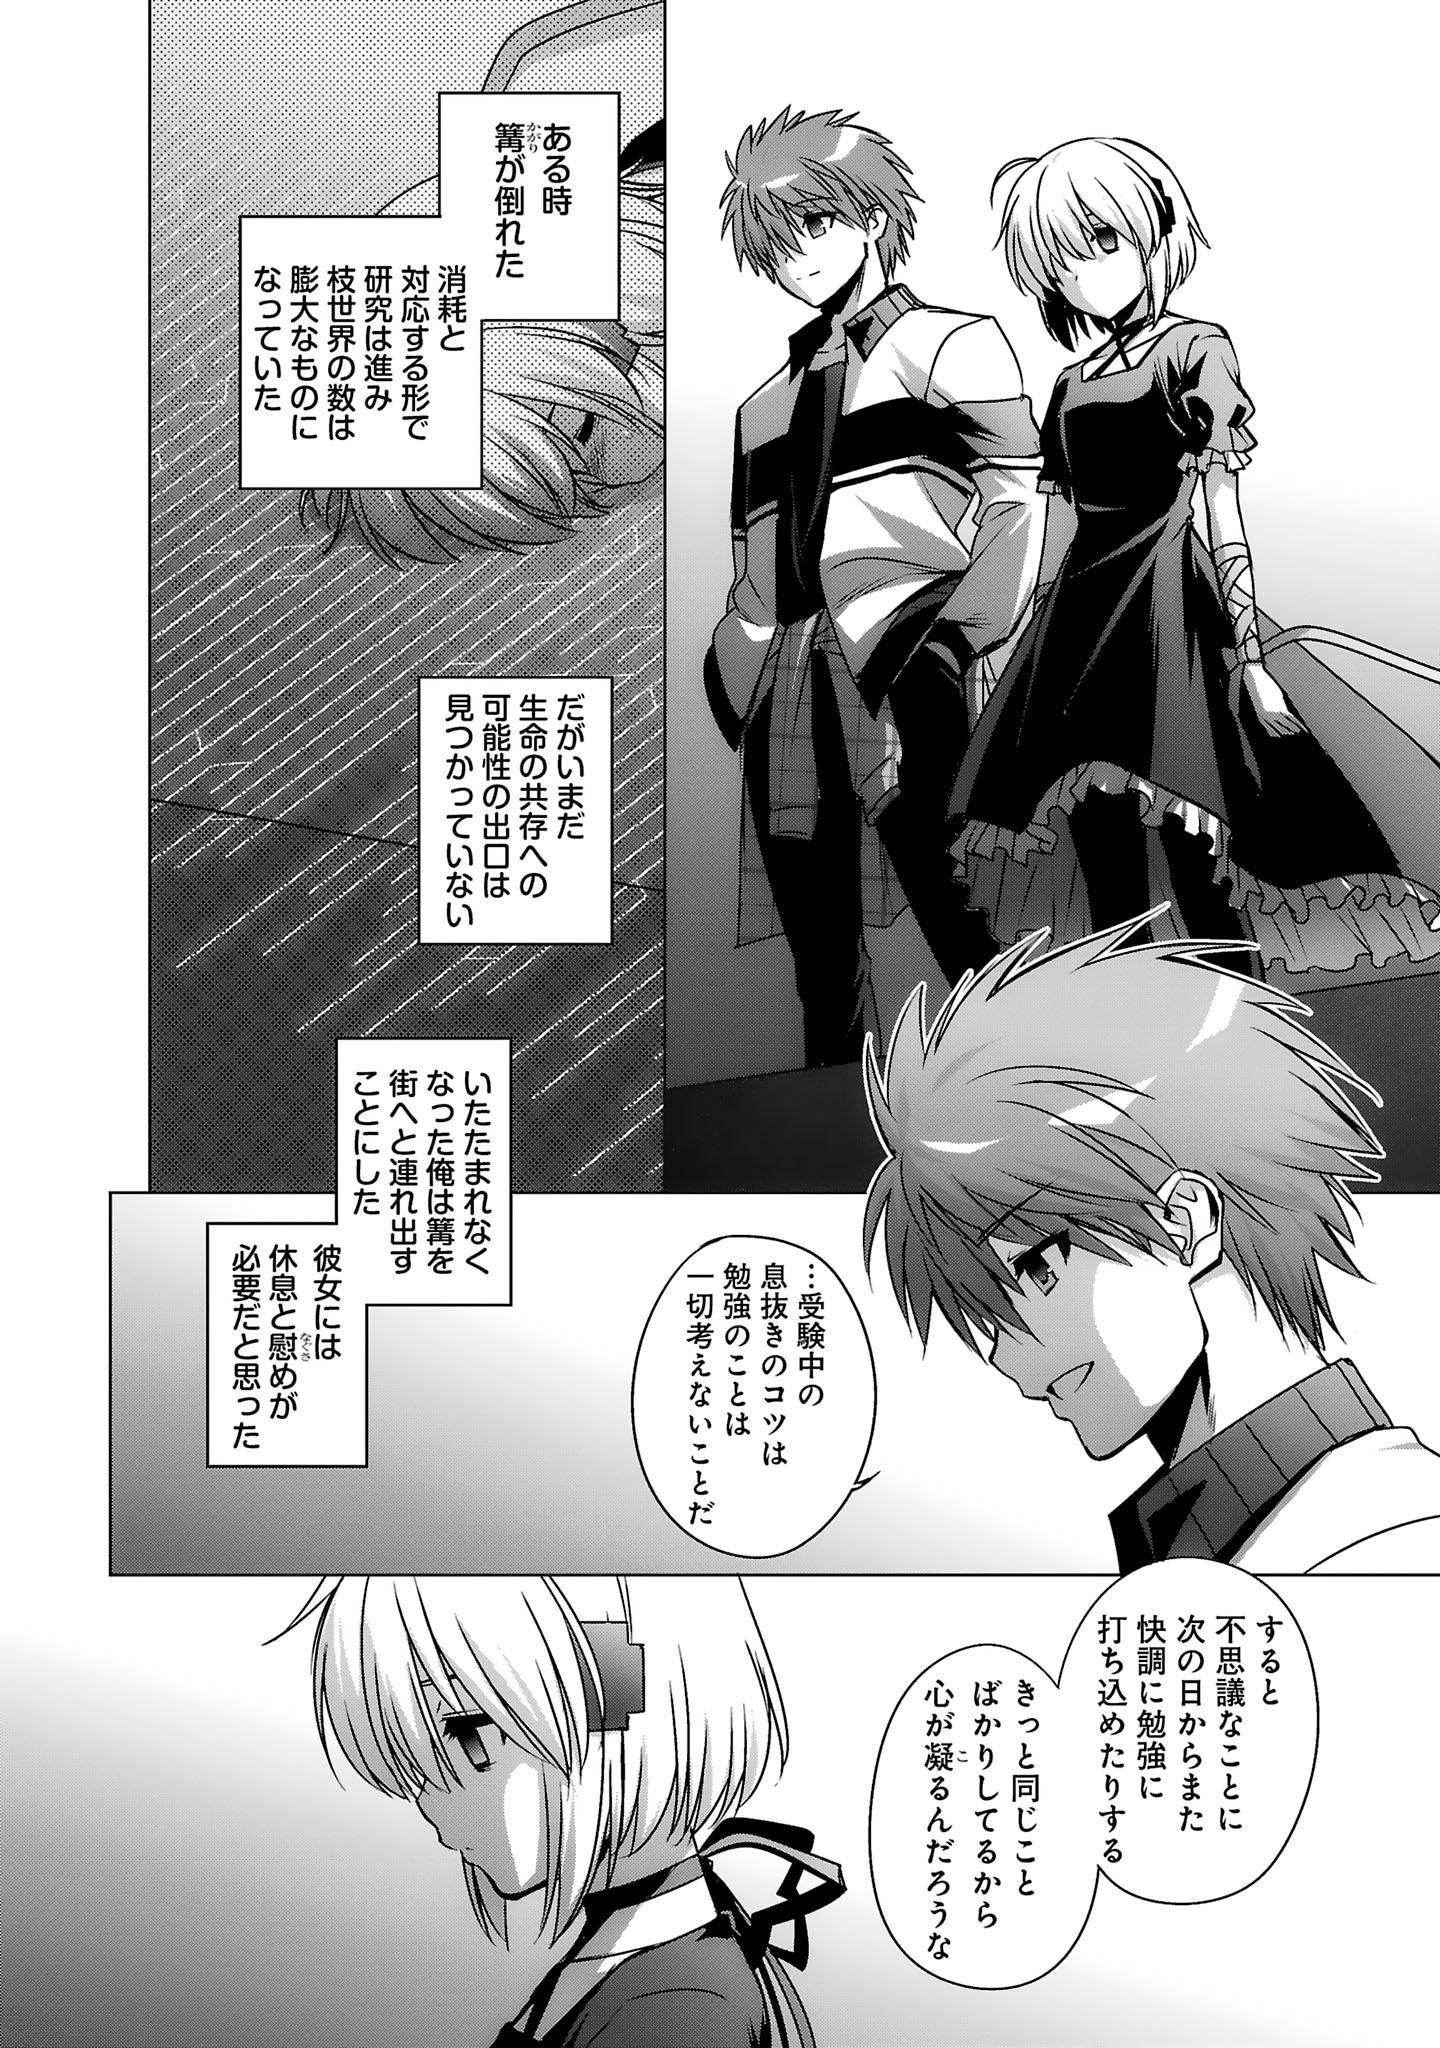 ある時
篝が倒れた
かがり
消耗と
対応する形で
研究は進み
枝世界の数は
膨大なものに
なっていた
だがいまだ
生命の共存への
可能性の出口は
見つかっていない
いたたまれなく
なった俺は篝を
街へと連れ出す
ことにした
彼女には
休息と慰めが
なぐさ
必要だと思った
…受験中の
息抜きのコツは
勉強のことは
一切考えないことだ
すると
不思議なことに
次の日からまた
快調に勉強に
打ち込めたりする
きっと同じこと
ばかりしてるから
心が凝るんだろうな
こ